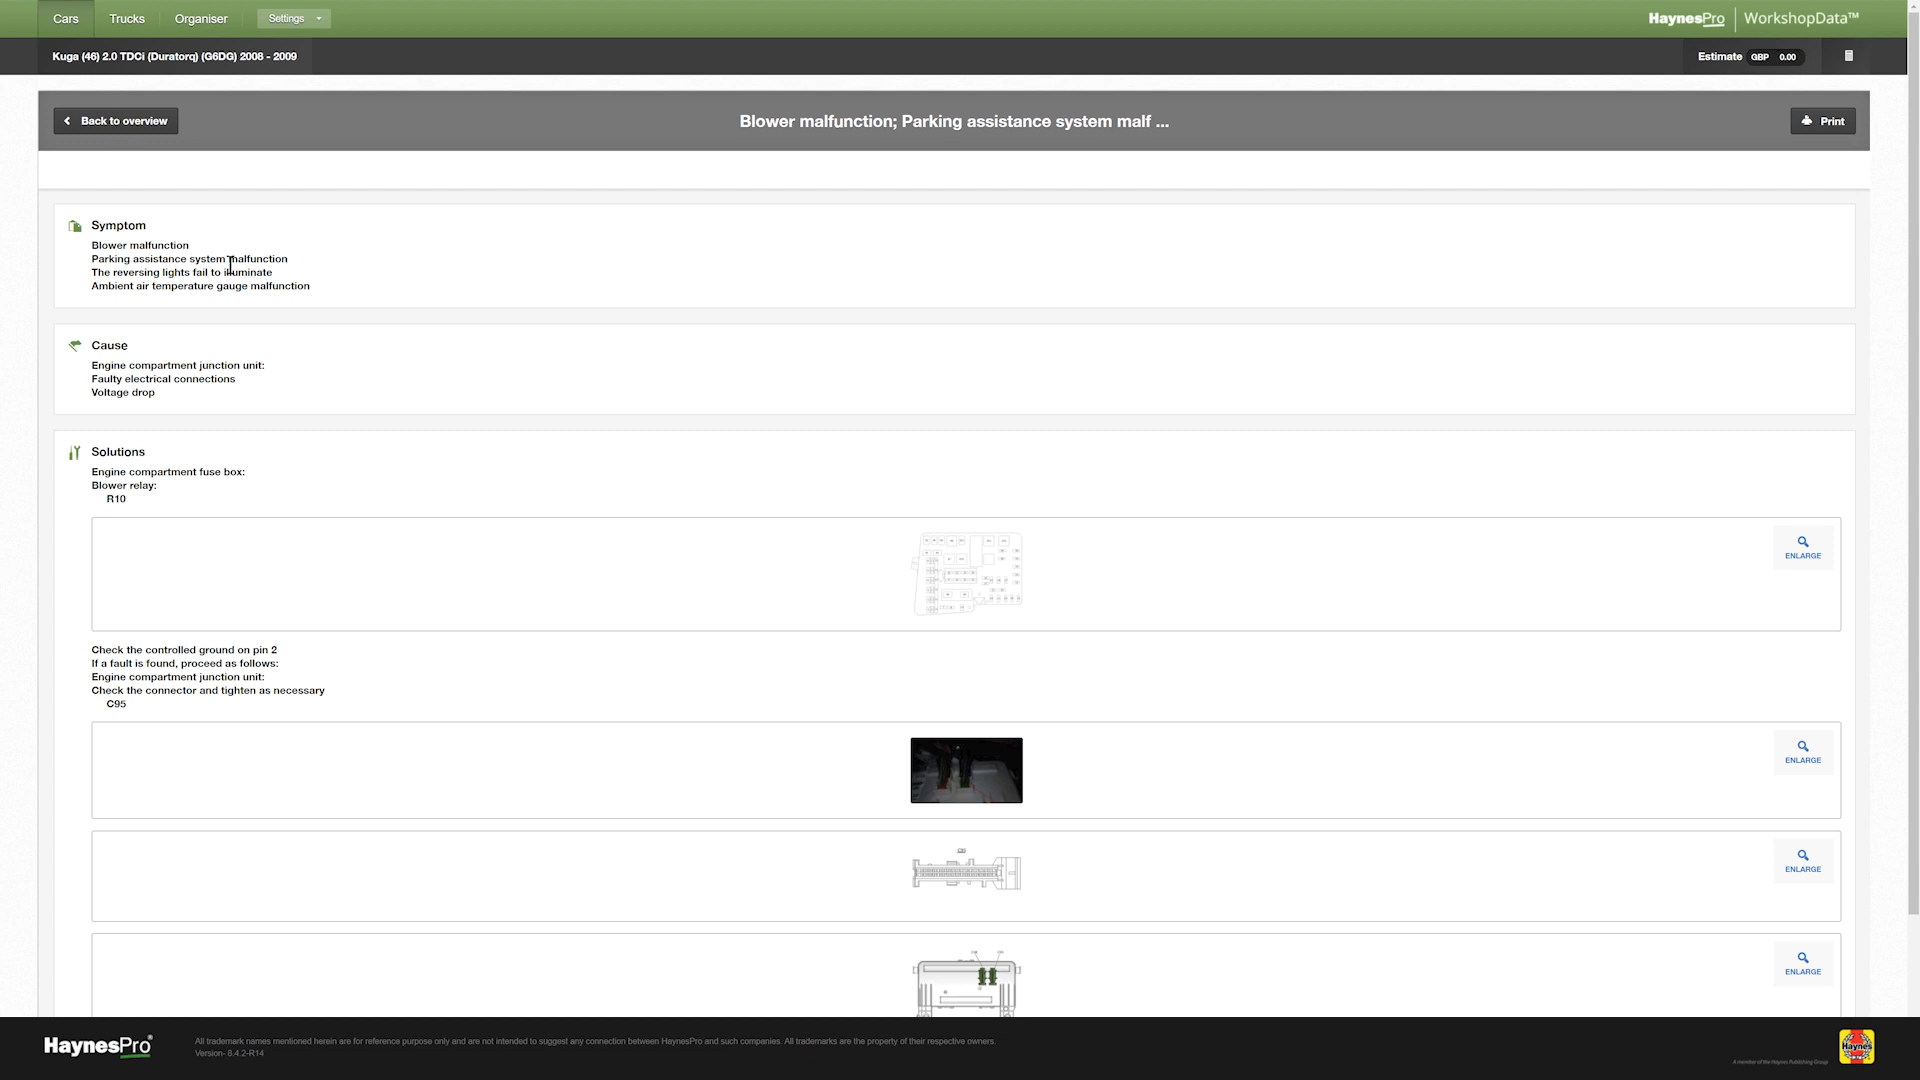 Cars
Trucks
Organiser
Settings
HaynesPro WorkshopData™
Kuga (46) 2.0 TDCi (Duratorq) (G6DG) 2008 - 2009
Estimate GBP 0.00
Back to overview
Blower malfunction; Parking assistance system malf ...
Print
Symptom
Blower malfunction
Parking assistance system malfunction
The reversing lights fail to illuminate
Ambient air temperature gauge malfunction
Cause
Engine compartment junction unit:
Faulty electrical connections
Voltage drop
Solutions
Engine compartment fuse box:
Blower relay:
R10
ENLARGE
Check the controlled ground on pin 2
If a fault is found, proceed as follows:
Engine compartment junction unit:
Check the connector and tighten as necessary
C95
ENLARGE
ENLARGE
ENLARGE
HaynesPro®
All trademark names mentioned herein are for reference purpose only and are not intended to suggest any connection between HaynesPro and such companies. All trademarks are the property of their respective owners.
Version- 8.4.2-R14
A member of the Haynes Publishing Group
Haynes